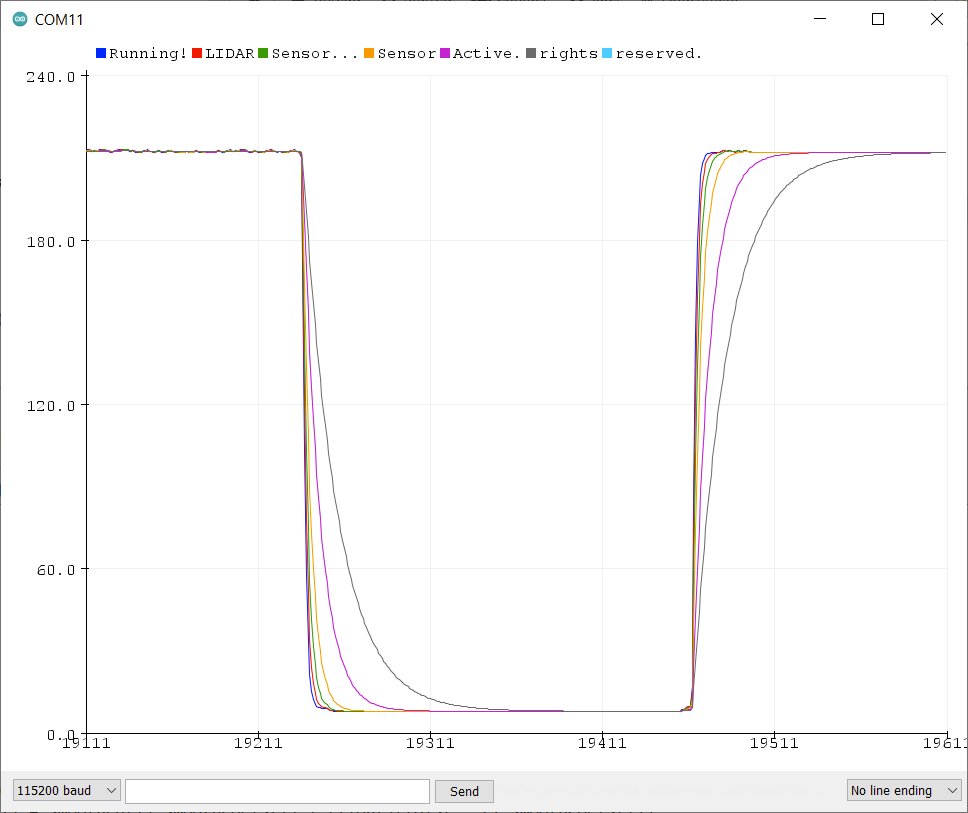 COM11
Running! LIDAR Sensor... Sensor Active. rights reserved.
240.0
180.0
120.0
60.0
0.0
19111 19211 19311 19411 19511 1961
115200 baud Send No line ending